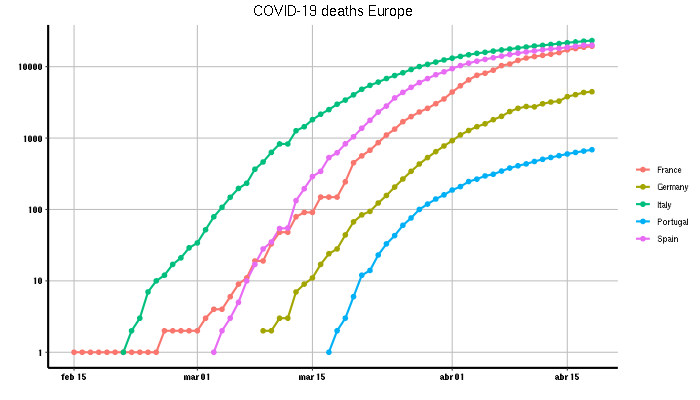 COVID-19 deaths Europe
10000
1000
100
10
1
feb 15
mar 01
mar 15
abr 01
abr 15
France
Germany
Italy
Portugal
Spain